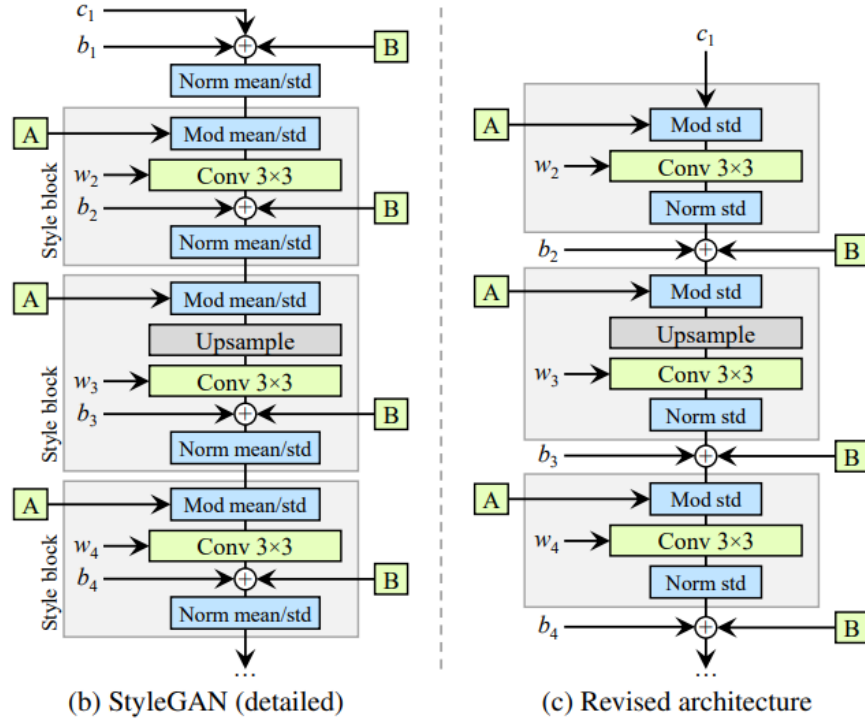 c1
b1
B
Norm mean/std
A
Mod mean/std
w2
Conv 3×3
b2
B
Norm mean/std
Style block
A
Mod mean/std
Upsample
w3
Conv 3×3
b3
B
Norm mean/std
Style block
A
Mod mean/std
w4
Conv 3×3
b4
B
Norm mean/std
Style block
...
(b) StyleGAN (detailed)
c1
A
Mod std
w2
Conv 3×3
Norm std
b2
B
A
Mod std
Upsample
w3
Conv 3×3
Norm std
b3
B
A
Mod std
w4
Conv 3×3
Norm std
b4
B
...
(c) Revised architecture